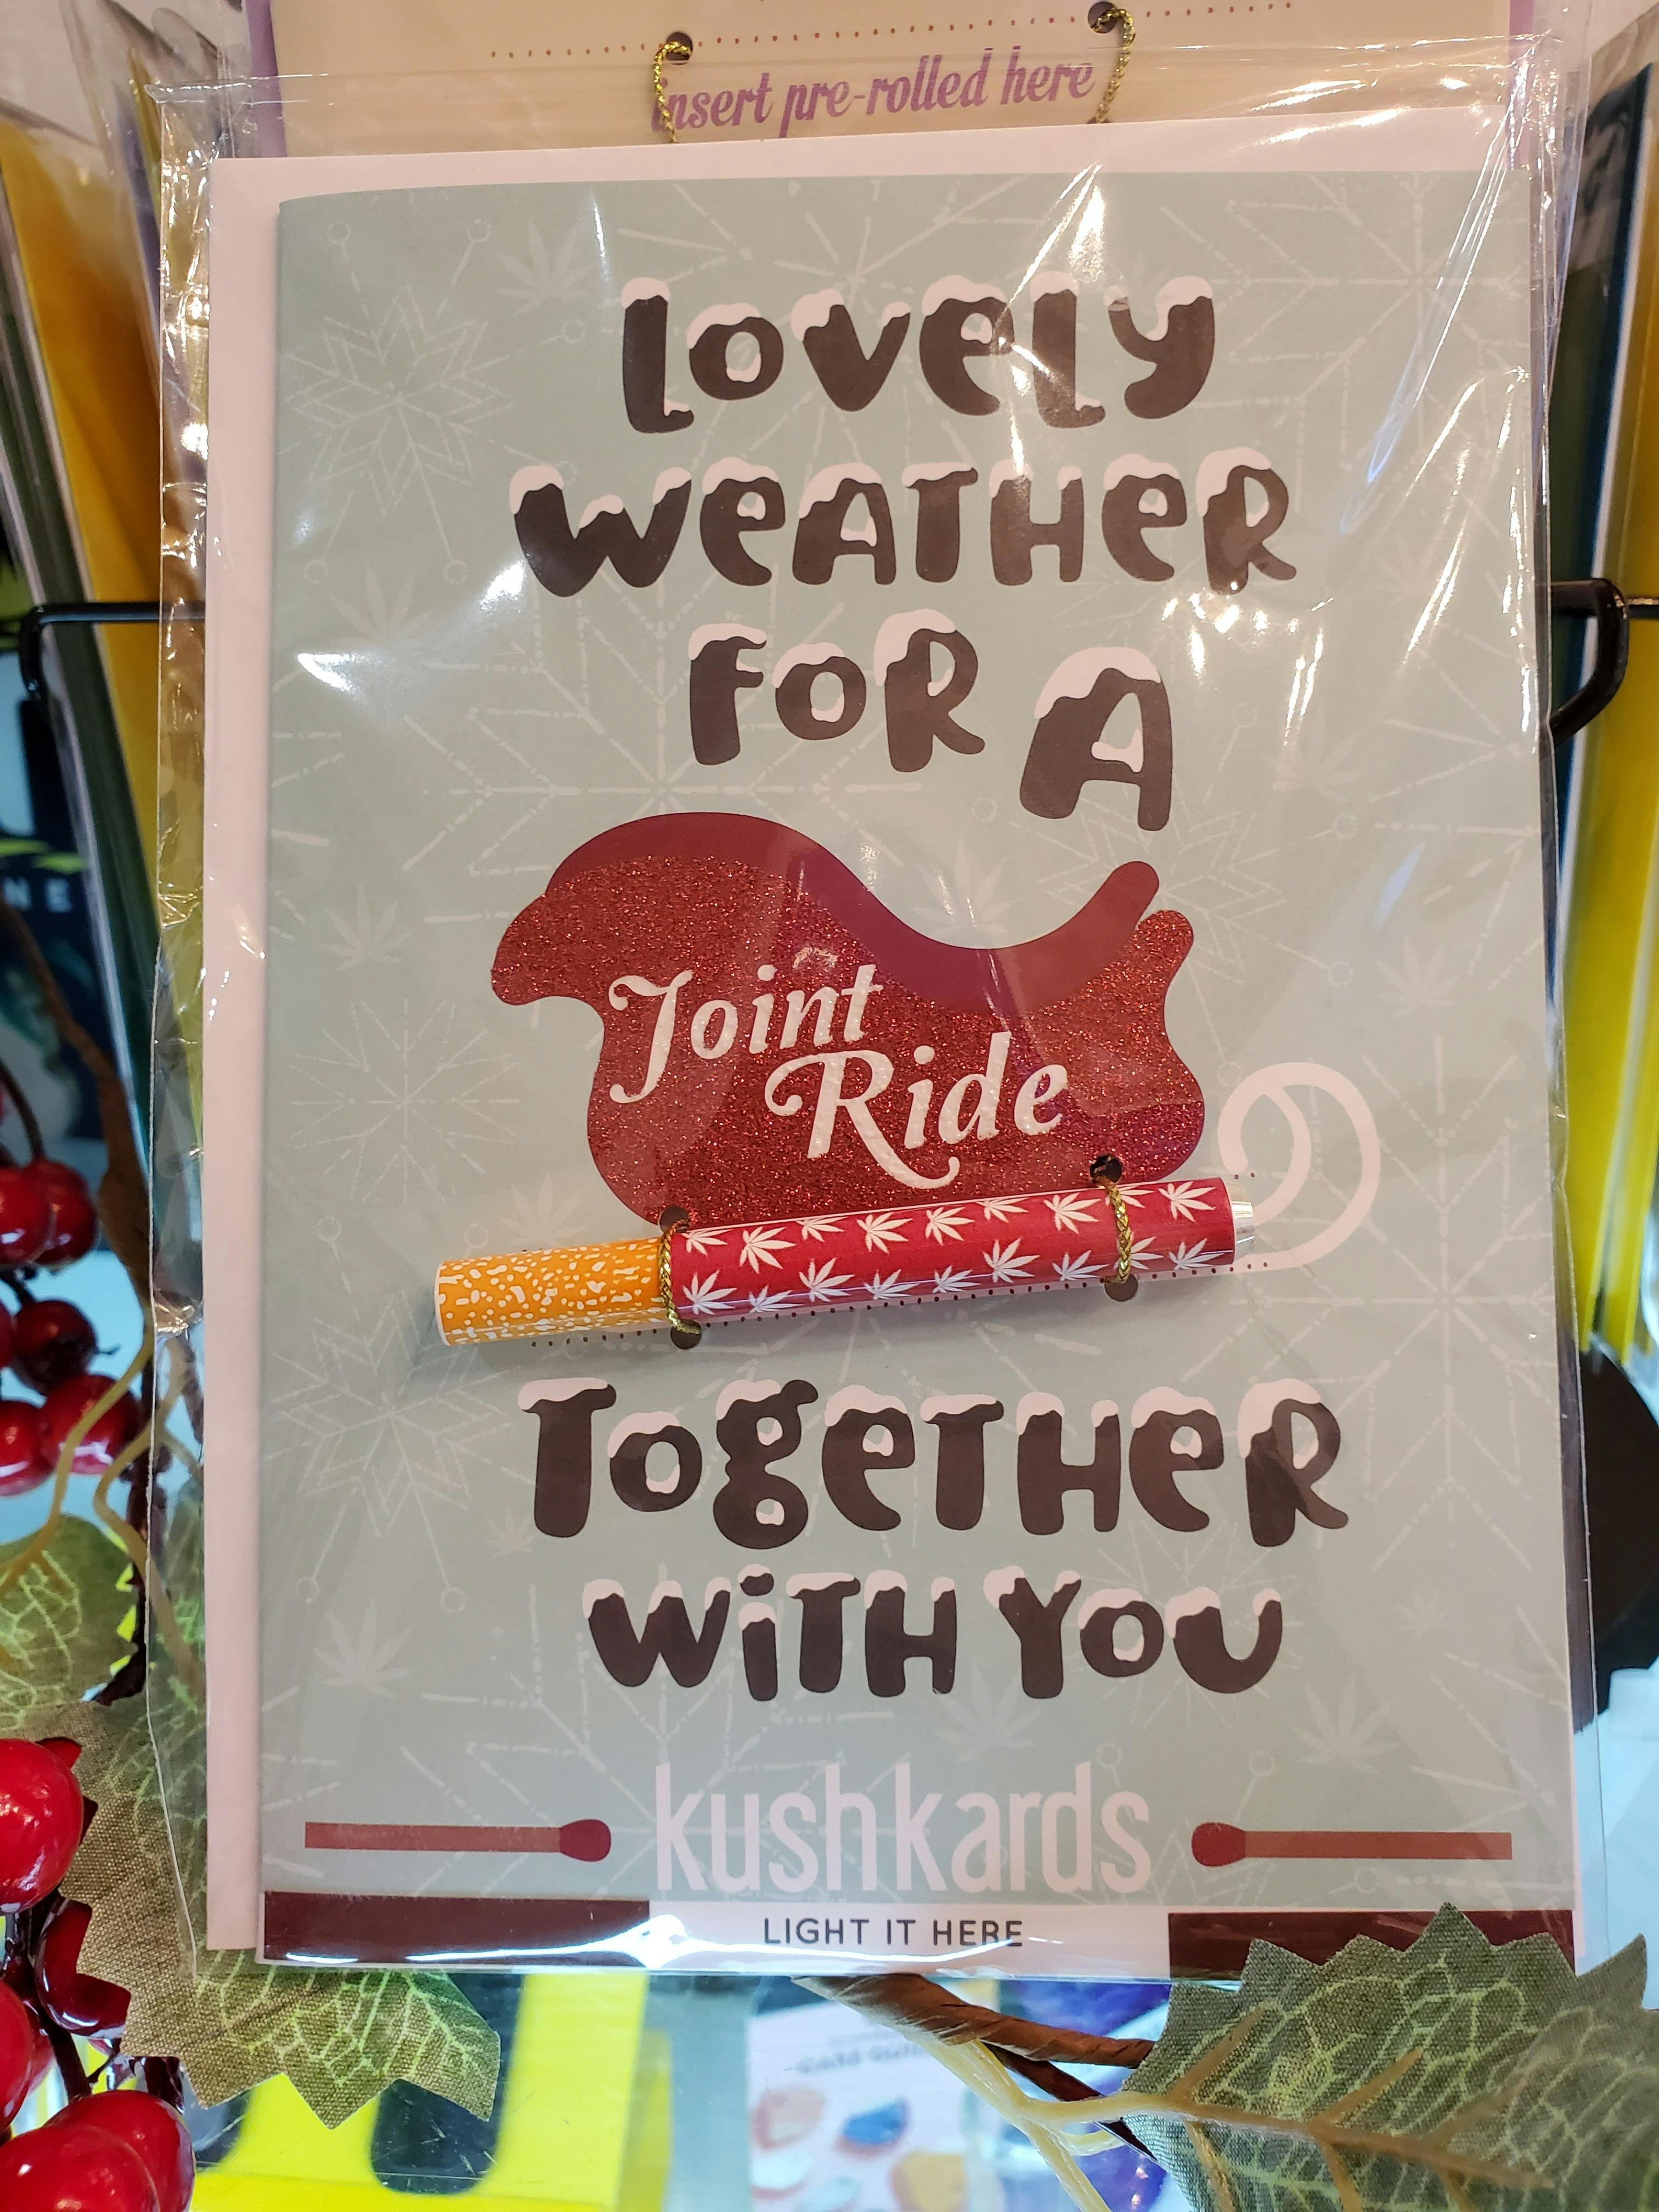 insert pre-rolled here
LOVELY
WEATHER
FOR A
Joint
Ride
TOGETHER
WITH YOU
kushkards
LIGHT IT HERE